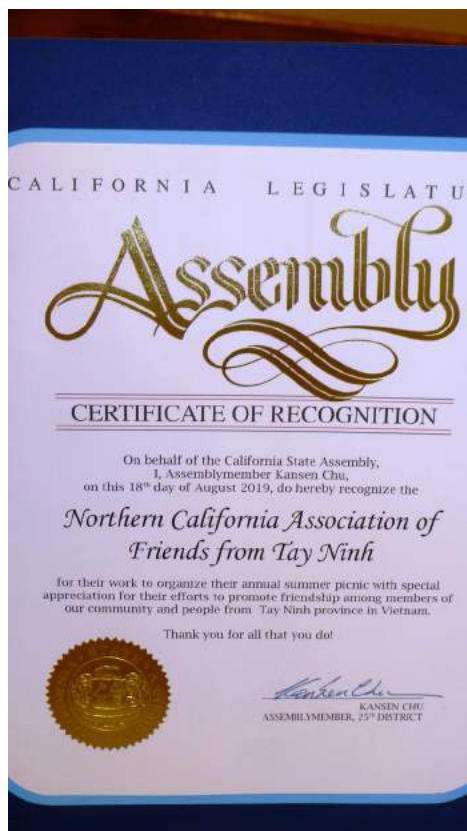 CALIFORNIA LEGISLATU
Assembly
CERTIFICATE OF RECOGNITION
On behalf of the California State Assembly,
I, Assemblymember Kansen Chu,
on this 18th day of August 2019, do hereby recognize the
Northern California Association of
Friends from Tay Ninh
for their work to organize their annual summer picnic with special
appreciation for their efforts to promote friendship among members of
our community and people from Tay Ninh province in Vietnam.
Thank you for all that you do!
Kansen Chu
KANSEN CHU
ASSEMBLYMEMBER, 25th DISTRICT